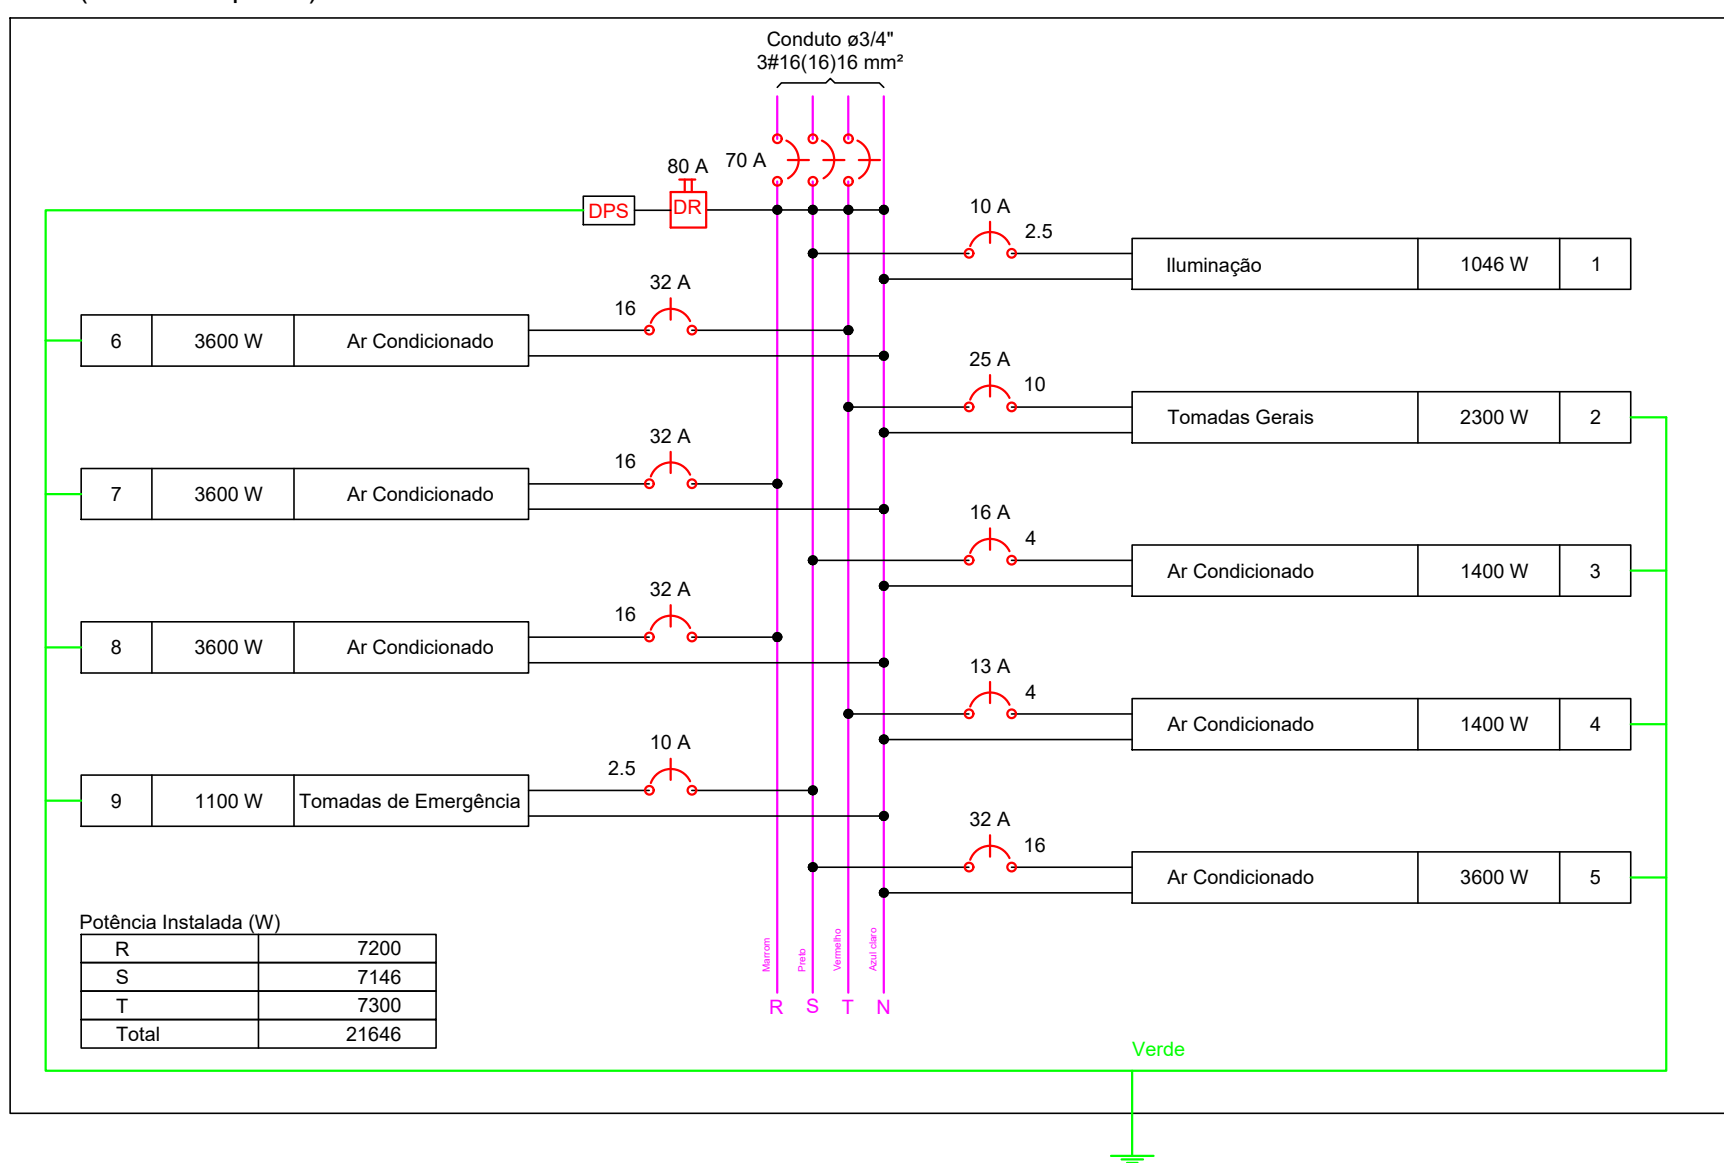 Conduto ø3/4"
3#16(16)16 mm²
70 A
80 A
DPS
DR
10 A
2.5
Iluminação 1046 W 1
32 A
16
6 3600 W Ar Condicionado
25 A
10
Tomadas Gerais 2300 W 2
32 A
16
7 3600 W Ar Condicionado
16 A
4
Ar Condicionado 1400 W 3
32 A
16
8 3600 W Ar Condicionado
13 A
4
Ar Condicionado 1400 W 4
10 A
2.5
9 1100 W Tomadas de Emergência
32 A
16
Ar Condicionado 3600 W 5
Potência Instalada (W)
R 7200
S 7146
T 7300
Total 21646
Marrom
Preto
Vermelho
Azul claro
R S T N
Verde